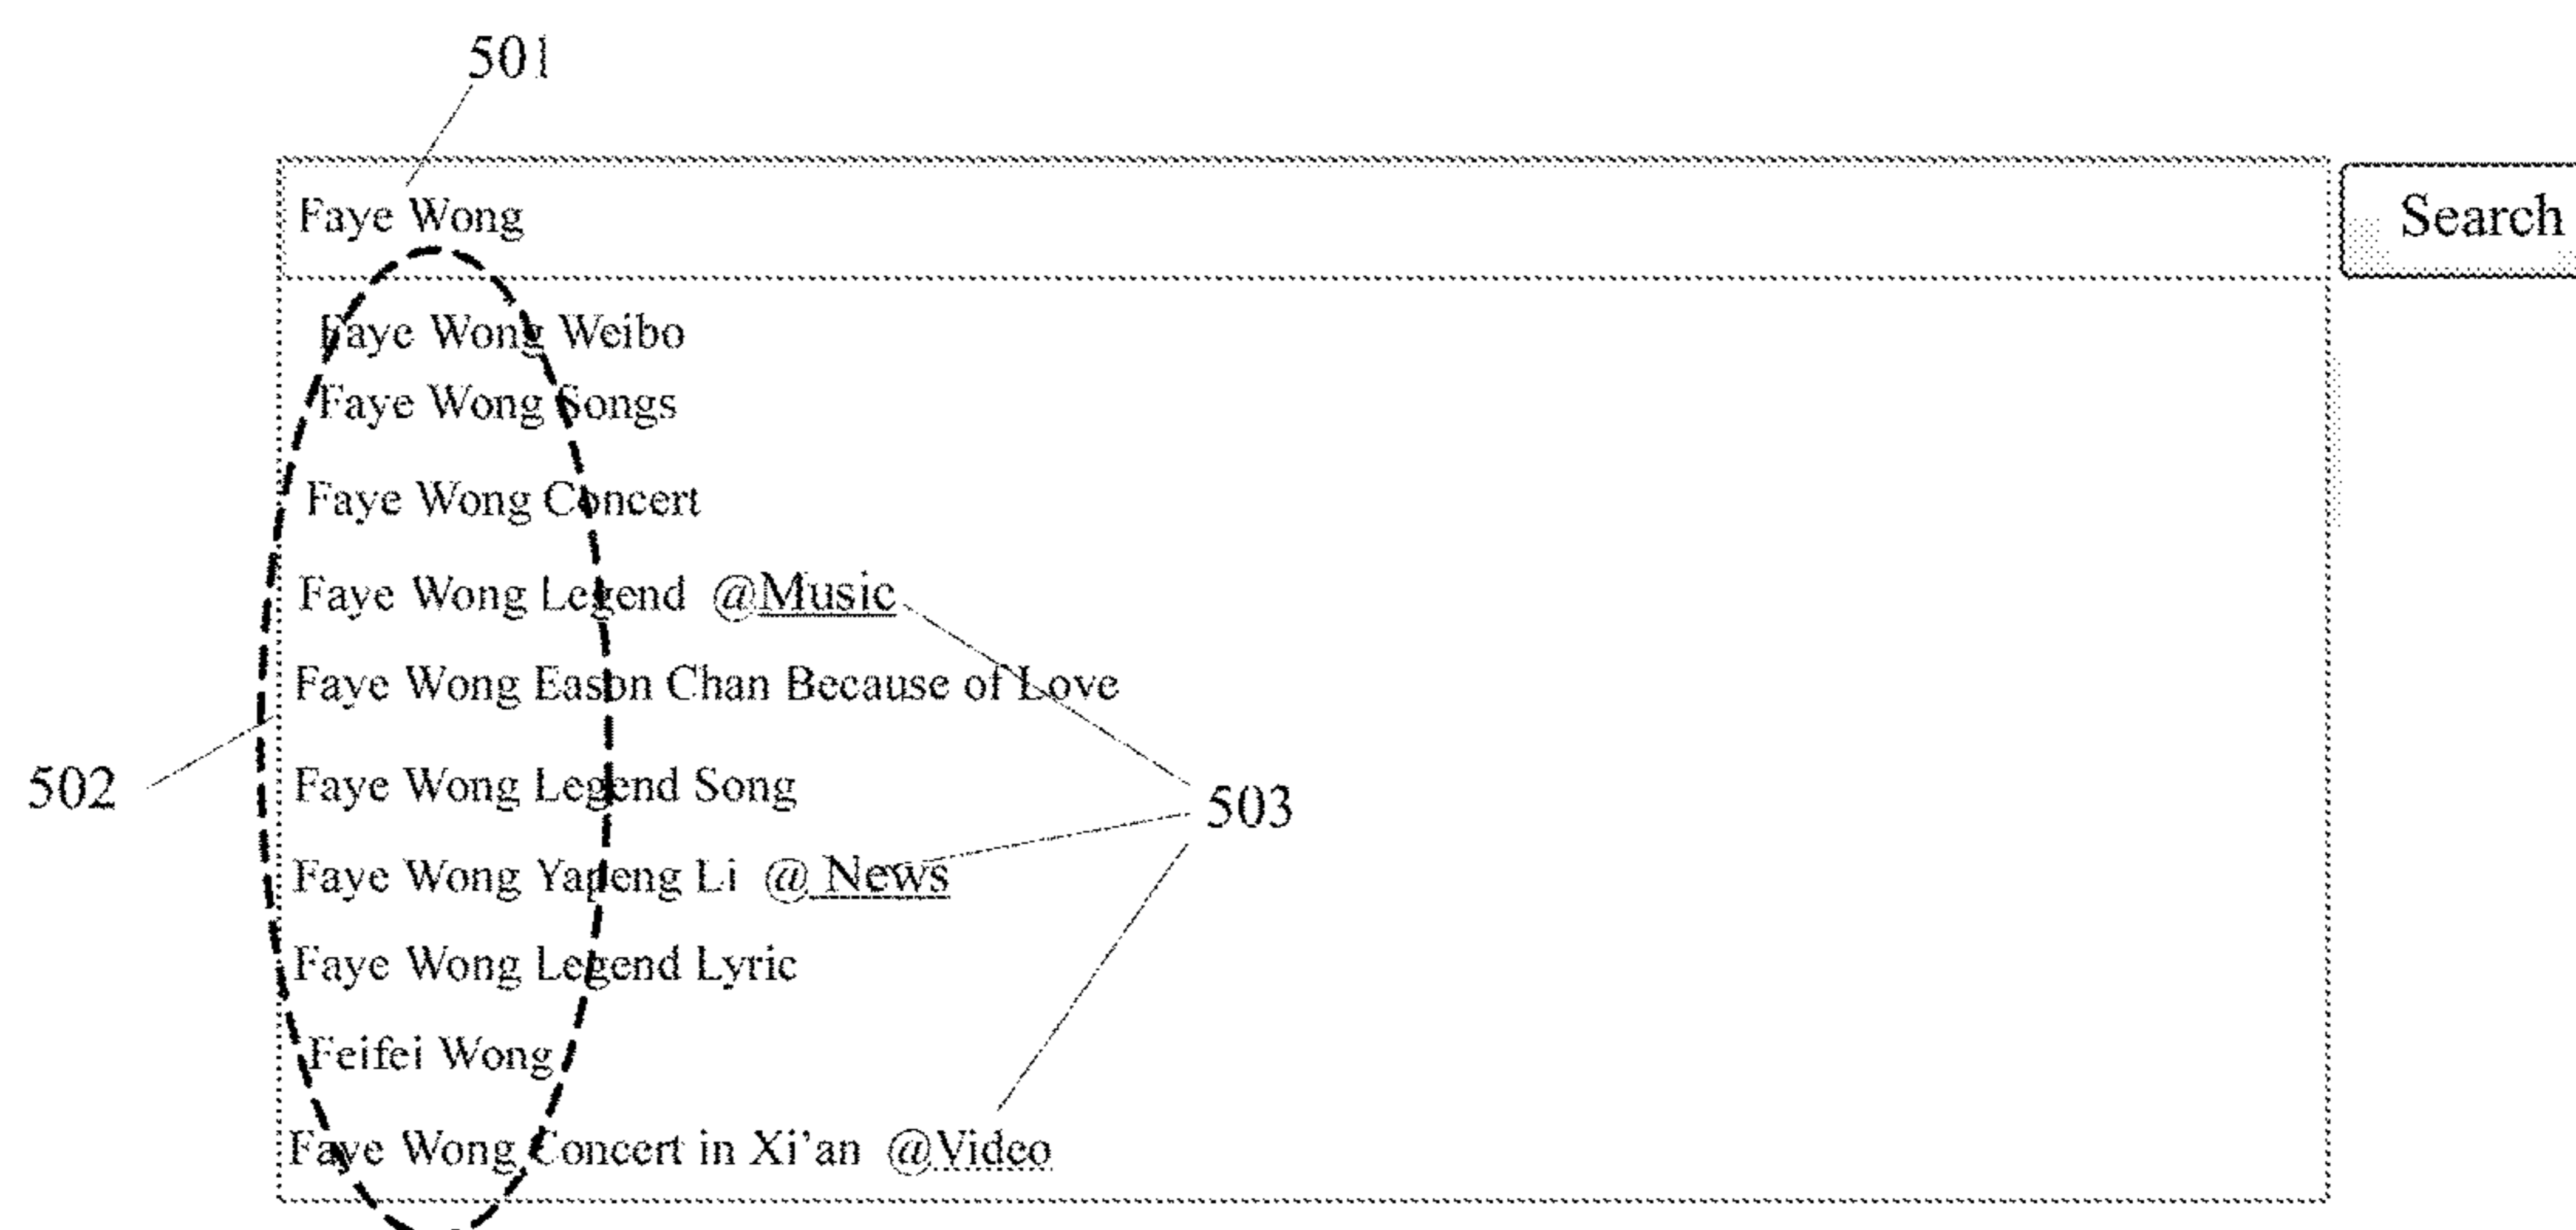 501
Faye Wong
Search
Faye Wong Weibo
Faye Wong Songs
Faye Wong Concert
Faye Wong Legend @Music
Faye Wong Eason Chan Because of Love
502
Faye Wong Legend Song
503
Faye Wong Yapeng Li @ News
Faye Wong Legend Lyric
Feifei Wong
Faye Wong Concert in Xi'an @Video